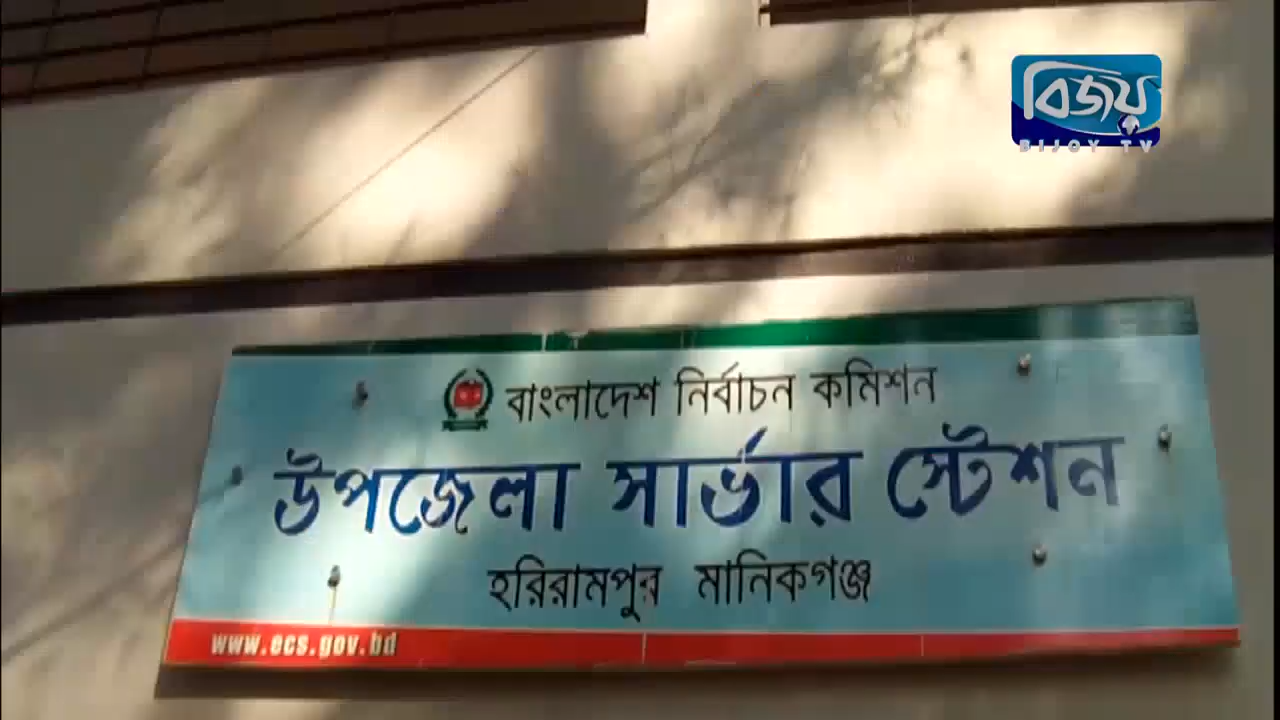 বিজয়
BIJOY TV
বাংলাদেশ নির্বাচন কমিশন
উপজেলা সার্ভার স্টেশন
হরিরামপুর মানিকগঞ্জ
www.ecs.gov.bd